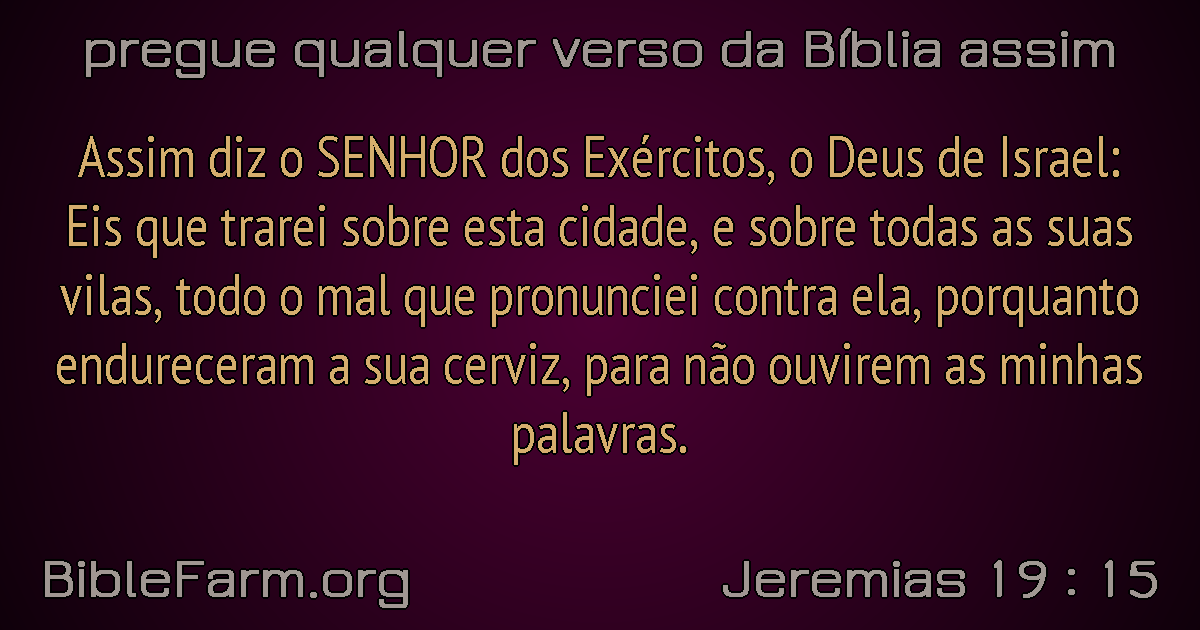 pregue qualquer verso da Bíblia assim
Assim diz o SENHOR dos Exércitos, o Deus de Israel:
Eis que trarei sobre esta cidade, e sobre todas as suas
vilas, todo o mal que pronunciei contra ela, porquanto
endureceram a sua cerviz, para não ouvirem as minhas
palavras.
BibleFarm.org
Jeremias 19 : 15